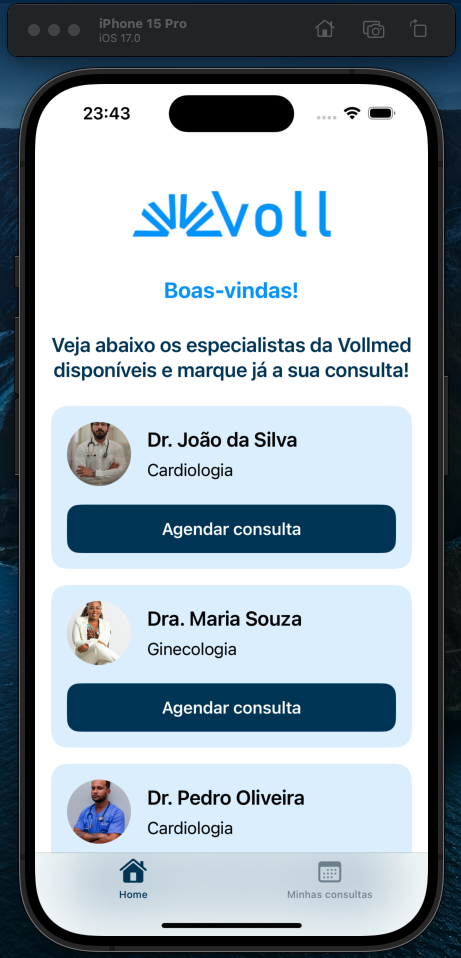 iPhone 15 Pro
iOS 17.0
23:43
Voll
Boas-vindas!
Veja abaixo os especialistas da Vollmed
disponíveis e marque já a sua consulta!
Dr. João da Silva
Cardiologia
Agendar consulta
Dra. Maria Souza
Ginecologia
Agendar consulta
Dr. Pedro Oliveira
Cardiologia
Home
Minhas consultas